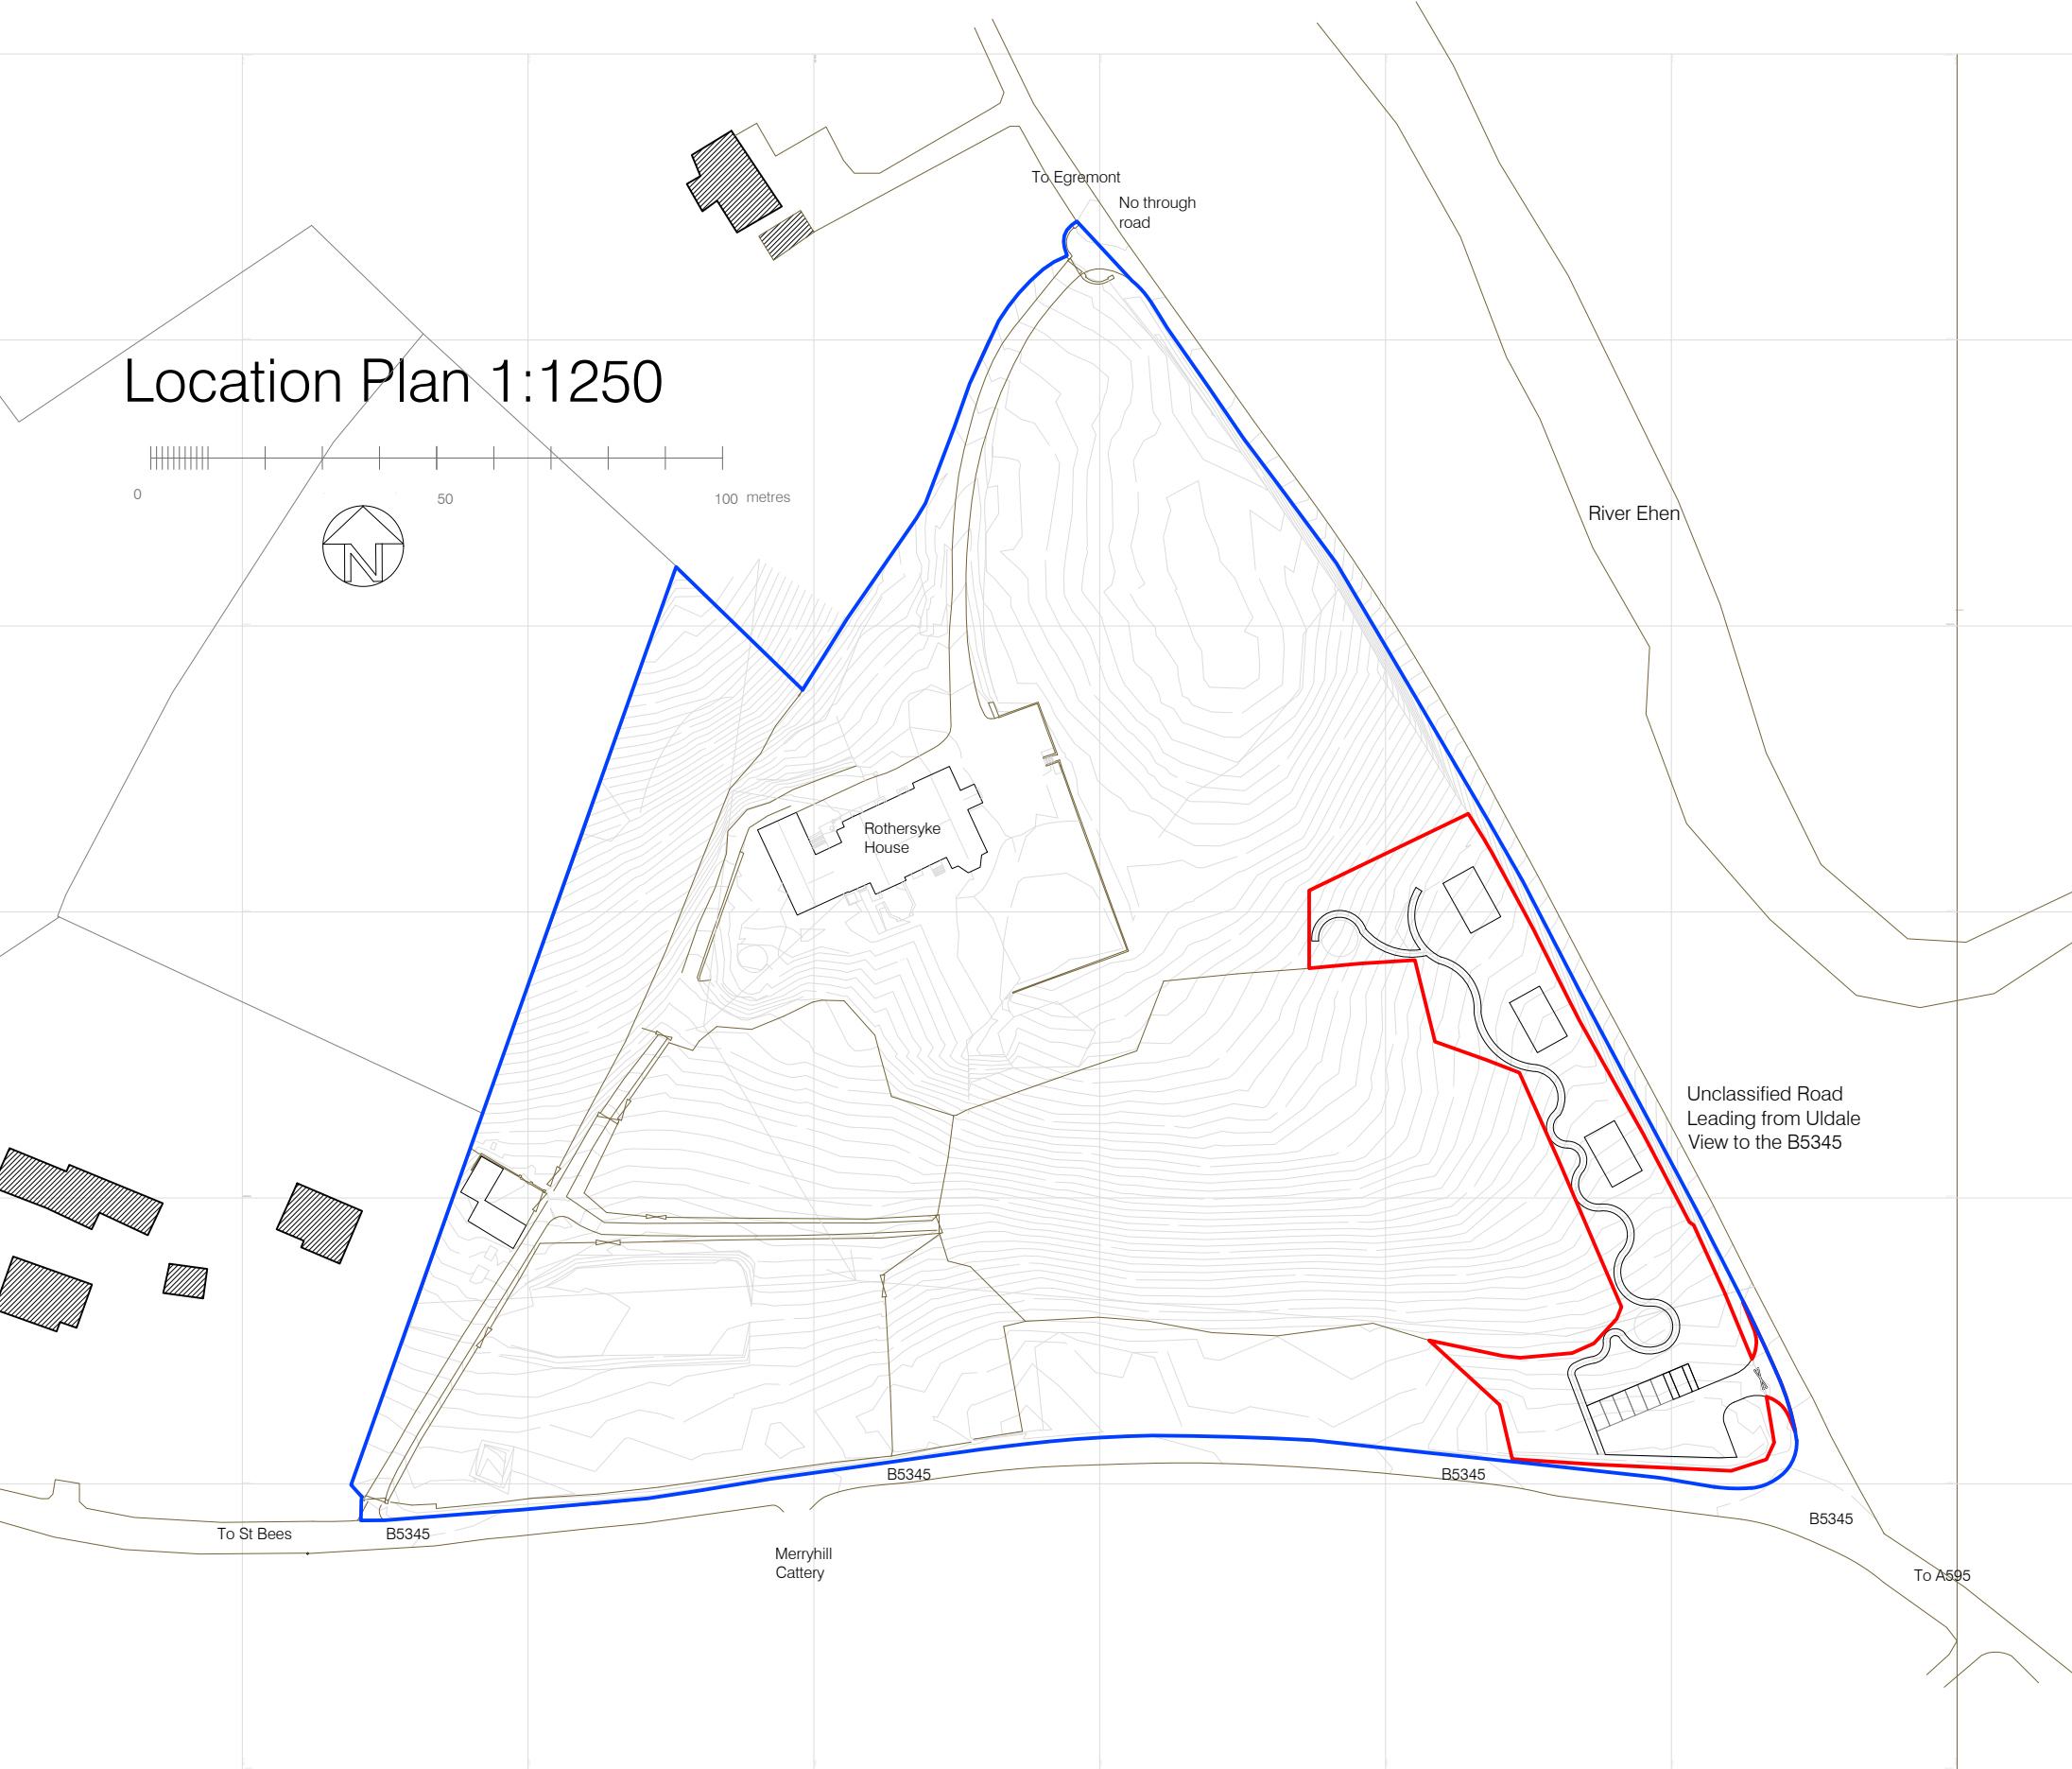 To Egremont
No through
road
Location Plan 1:1250
0
50
100 metres
N
River Ehen
Rothersyke
House
Unclassified Road
Leading from Uldale
View to the B5345
B5345
B5345
B5345
To St Bees
B5345
Merryhill
Cattery
To A595